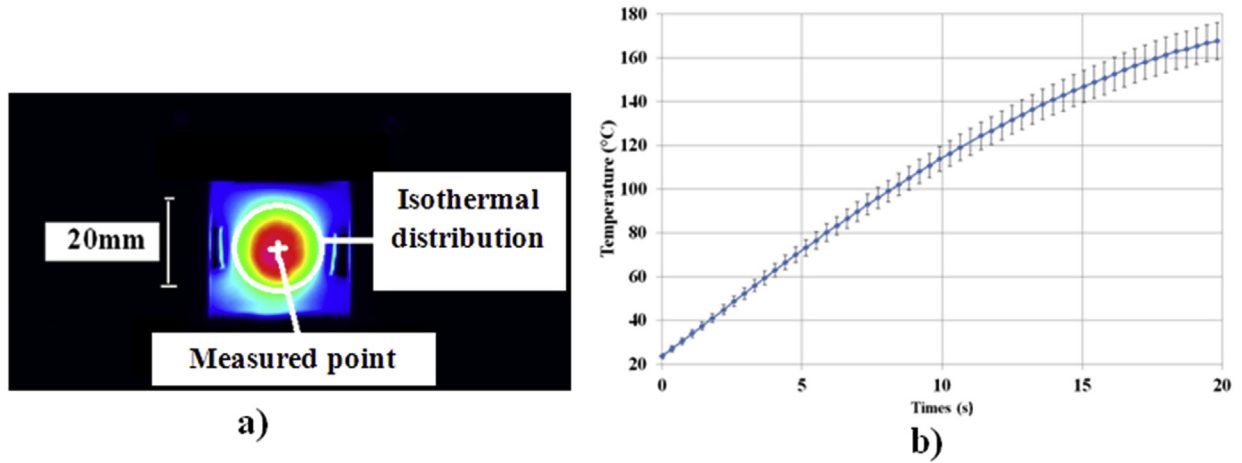 20mm
Isothermal
distribution
Measured point
a)
180
160
140
120
100
80
60
40
20
Temperature (°C)
0 5 10 15 20
Times (s)
b)